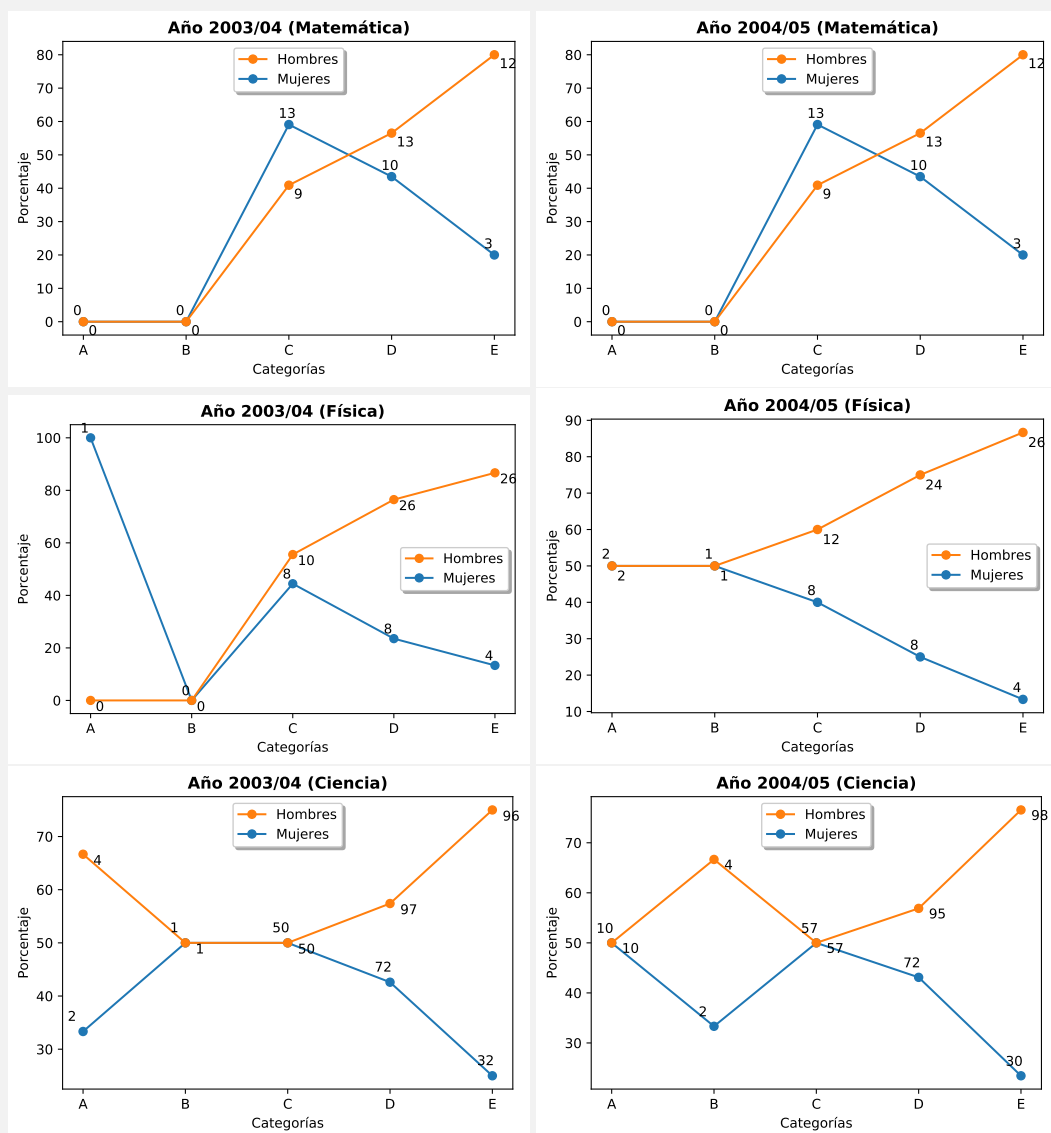 Año 2003/04 (Matemática)
Porcentaje
80
70
60
50
40
30
20
10
0
Hombres
Mujeres
0
0
0
0
13
9
10
13
3
12
A B C D E
Categorías
Año 2004/05 (Matemática)
Porcentaje
80
70
60
50
40
30
20
10
0
Hombres
Mujeres
0
0
0
0
13
9
10
13
3
12
A B C D E
Categorías
Año 2003/04 (Física)
Porcentaje
100
80
60
40
20
0
Hombres
Mujeres
1
0
0
0
8
10
8
26
4
26
A B C D E
Categorías
Año 2004/05 (Física)
Porcentaje
90
80
70
60
50
40
30
20
10
Hombres
Mujeres
2
2
1
1
8
12
8
24
4
26
A B C D E
Categorías
Año 2003/04 (Ciencia)
Porcentaje
70
60
50
40
30
Hombres
Mujeres
2
4
1
1
50
50
72
97
32
96
A B C D E
Categorías
Año 2004/05 (Ciencia)
Porcentaje
70
60
50
40
30
Hombres
Mujeres
10
10
2
4
57
57
72
95
30
98
A B C D E
Categorías